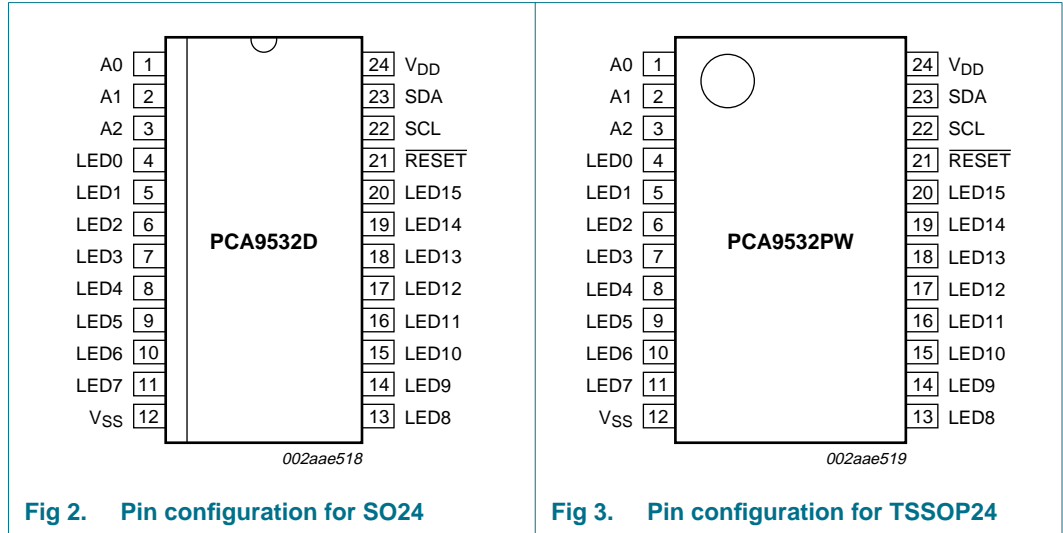 A0 1
A1 2
A2 3
LED0 4
LED1 5
LED2 6
LED3 7
LED4 8
LED5 9
LED6 10
LED7 11
VSS 12
PCA9532D
24 VDD
23 SDA
22 SCL
21 RESET
20 LED15
19 LED14
18 LED13
17 LED12
16 LED11
15 LED10
14 LED9
13 LED8
002aae518
Fig 2. Pin configuration for SO24
A0 1
A1 2
A2 3
LED0 4
LED1 5
LED2 6
LED3 7
LED4 8
LED5 9
LED6 10
LED7 11
VSS 12
PCA9532PW
24 VDD
23 SDA
22 SCL
21 RESET
20 LED15
19 LED14
18 LED13
17 LED12
16 LED11
15 LED10
14 LED9
13 LED8
002aae519
Fig 3. Pin configuration for TSSOP24